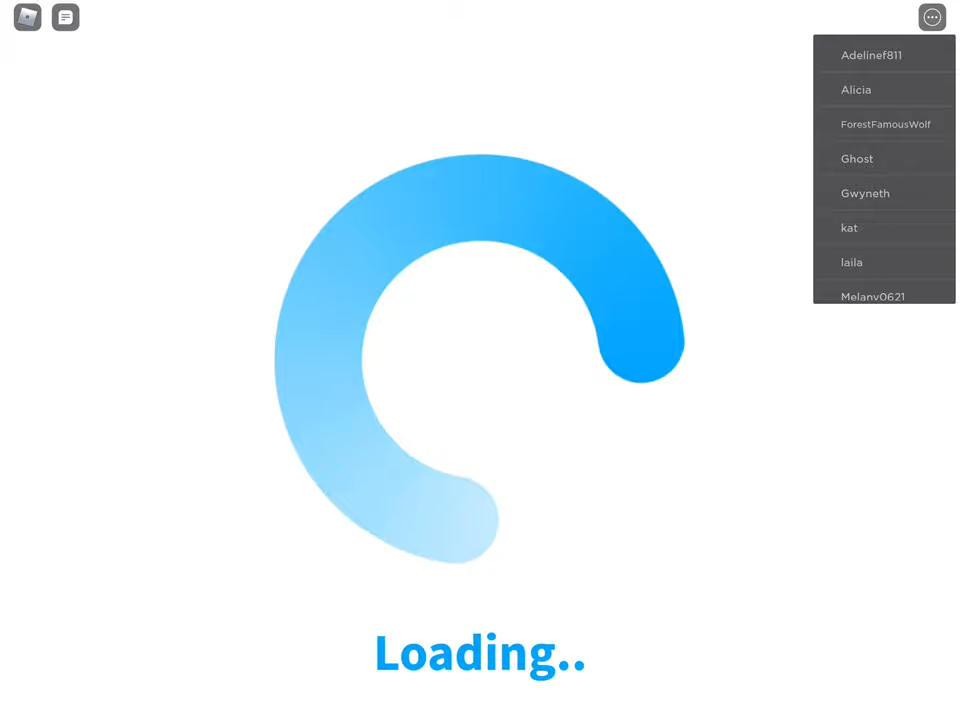 Adelinef811
Alicia
ForestFamousWolf
Ghost
Gwyneth
kat
laila
Melany0621
Loading..